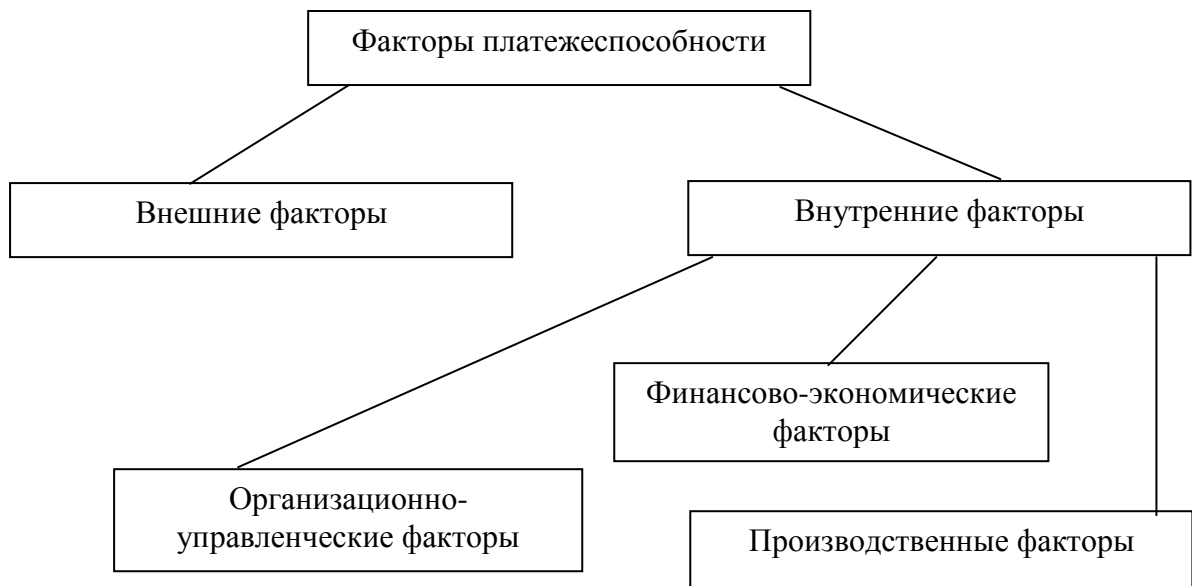 Факторы платежеспособности
Внешние факторы
Внутренние факторы
Финансово-экономические
факторы
Организационно-
управленческие факторы
Производственные факторы